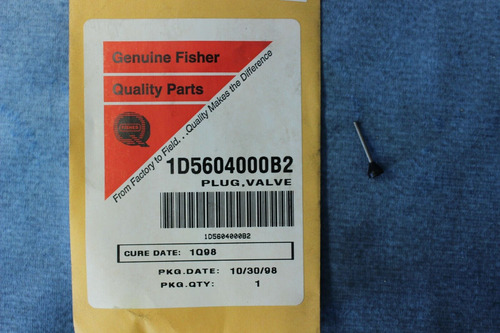 Genuine Fisher
Quality Parts
From Factory to Field. . .Quality Makes the Difference
1D5604000B2
PLUG,VALVE
1D5604000B2
CURE DATE: 1Q98
PKG.DATE: 10/30/98
PKG.QTY: 1